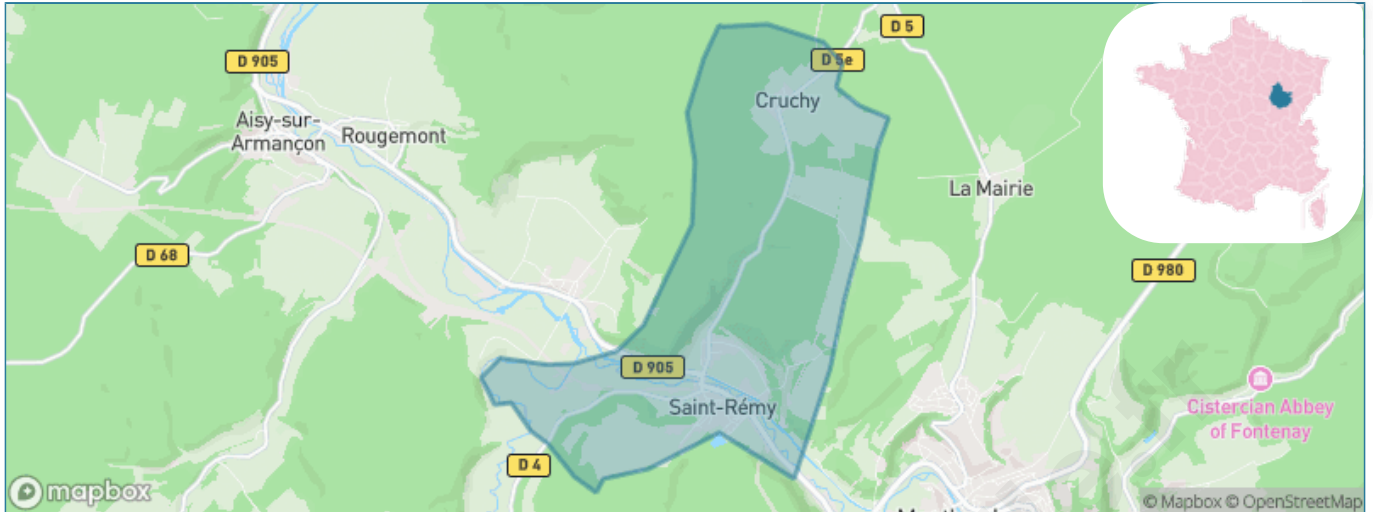 D 5
D 905
D 5e
Cruchy
Aisy-sur-
Armançon
Rougemont
La Mairie
D 68
D 980
D 905
Saint-Rémy
Cistercian Abbey
of Fontenay
D 4
mapbox
© Mapbox © OpenStreetMap